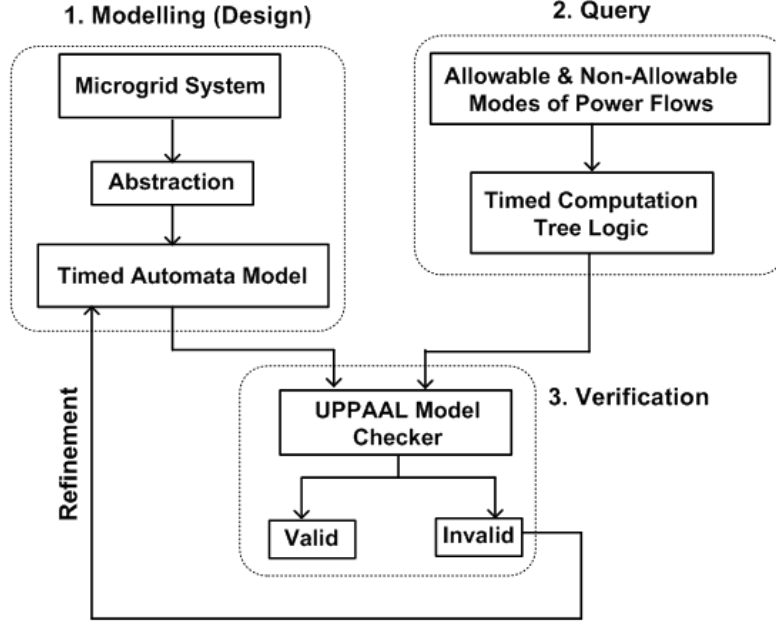 1. Modelling (Design)
Microgrid System
Abstraction
Timed Automata Model
2. Query
Allowable & Non-Allowable
Modes of Power Flows
Timed Computation
Tree Logic
3. Verification
UPPAAL Model
Checker
Valid
Invalid
Refinement